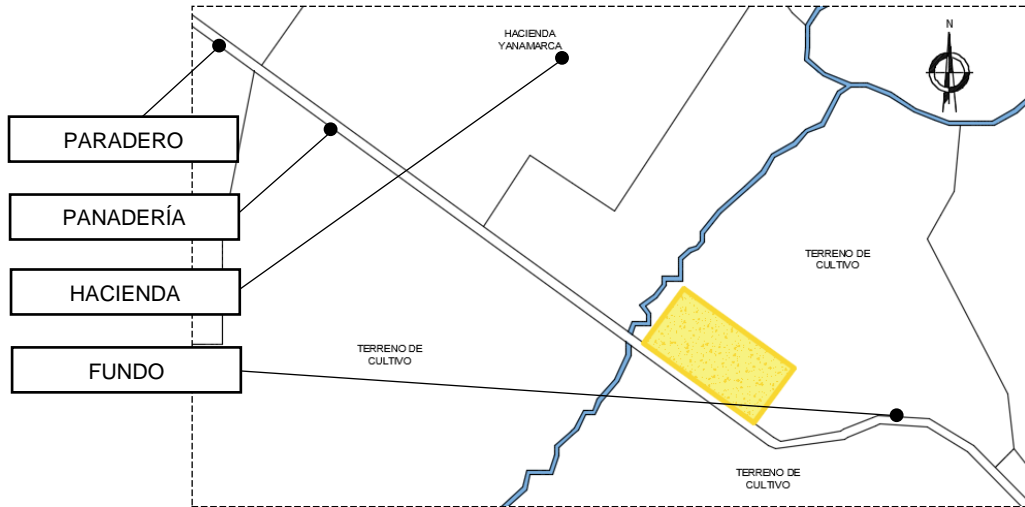 HACIENDA
YANAMARCA
N
PARADERO
PANADERÍA
HACIENDA
FUNDO
TERRENO DE
CULTIVO
TERRENO DE
CULTIVO
TERRENO DE
CULTIVO